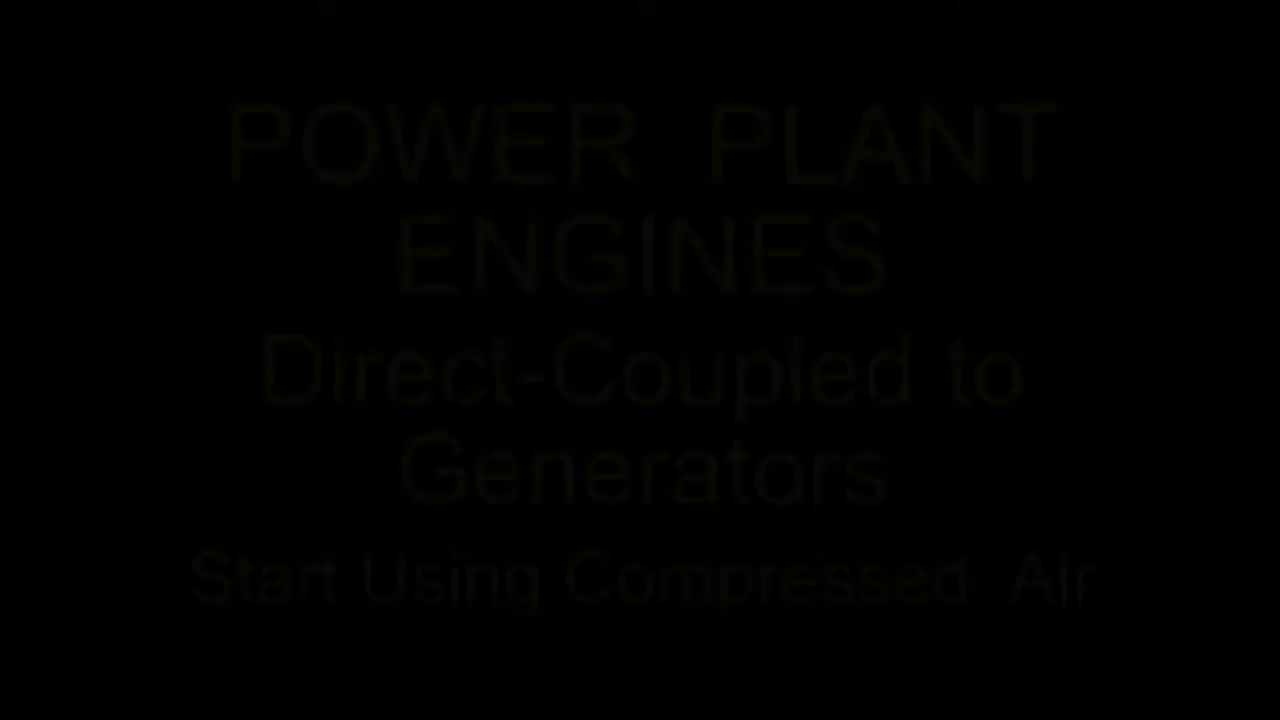 POWER PLANT
ENGINES
Direct-Coupled to
Generators
Start Using Compressed Air